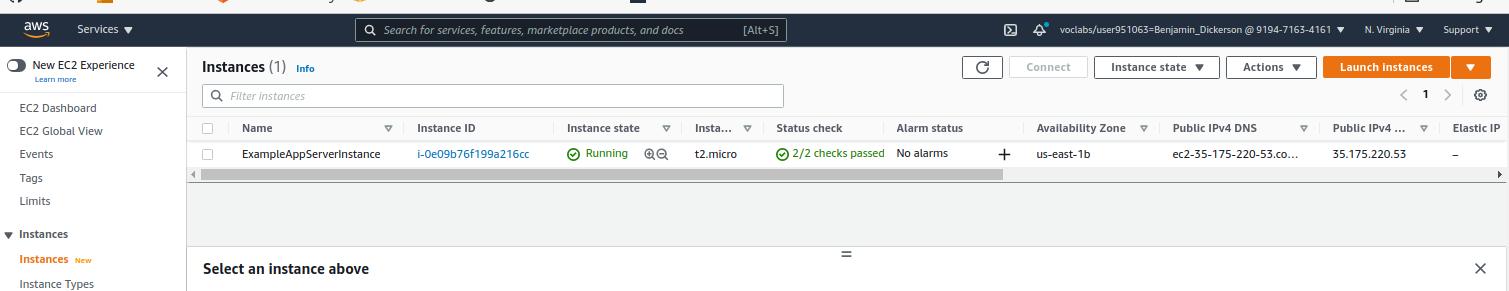 aws
Services
Search for services, features, marketplace products, and docs
[Alt+S]
voclabs/user951063=Benjamin_Dickerson @ 9194-7163-4161
N. Virginia
Support
New EC2 Experience
Learn more
EC2 Dashboard
EC2 Global View
Events
Tags
Limits
Instances
Instances New
Instance Types
Instances (1) Info
Connect
Instance state
Actions
Launch instances
Filter instances
1
Name Instance ID Instance state Insta... Status check Alarm status Availability Zone Public IPv4 DNS Public IPv4 ... Elastic IP
ExampleAppServerInstance i-0e09b76f199a216cc Running t2.micro 2/2 checks passed No alarms + us-east-1b ec2-35-175-220-53.co... 35.175.220.53 –
Select an instance above